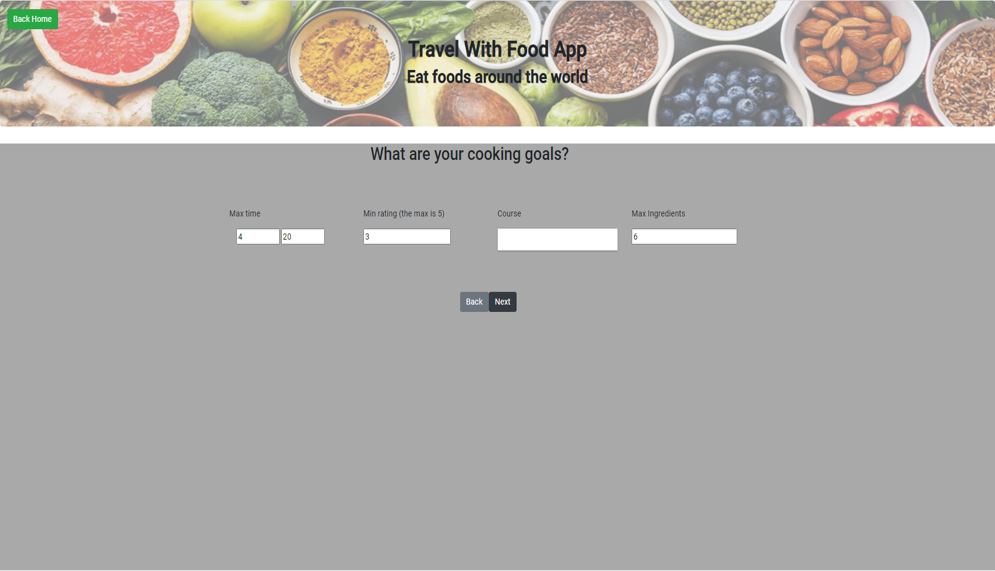 Back Home
Travel With Food App
Eat foods around the world
What are your cooking goals?
Max time
Min rating (the max is 5)
Course
Max Ingredients
4
20
3
6
Back
Next